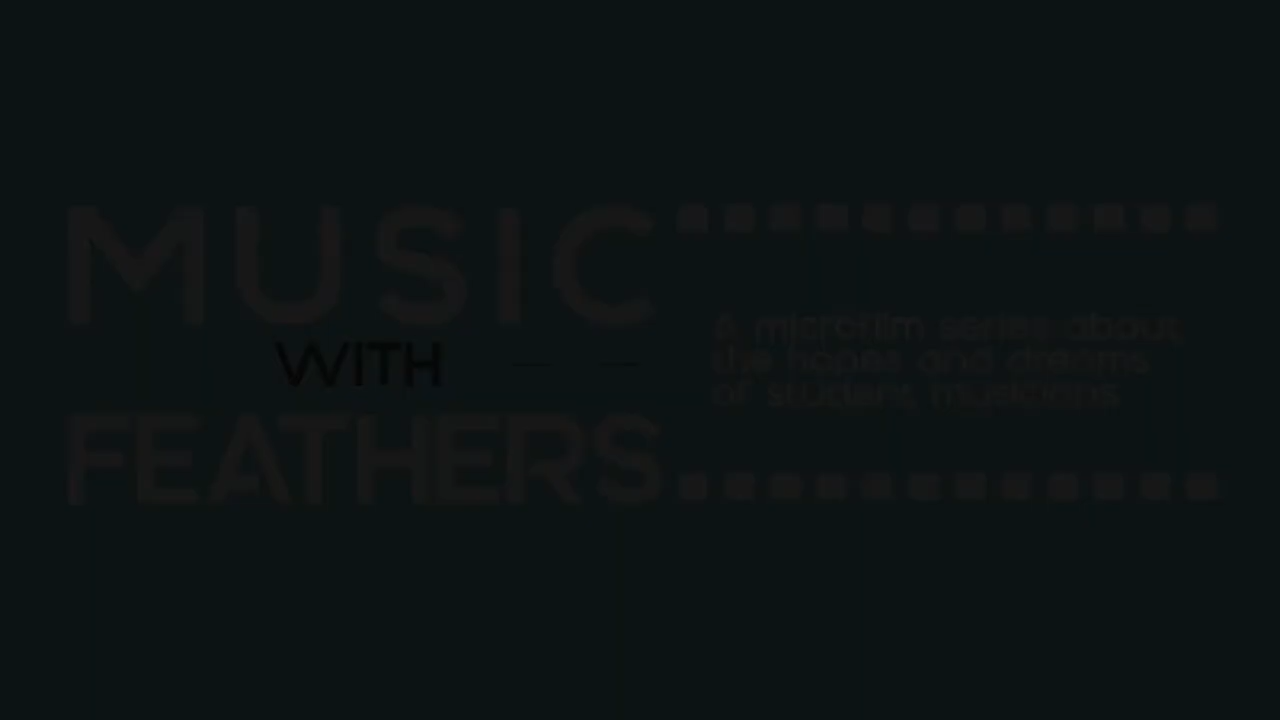 MUSIC
WITH
FEATHERS
A microfilm series about
the hopes and dreams
of student musicians